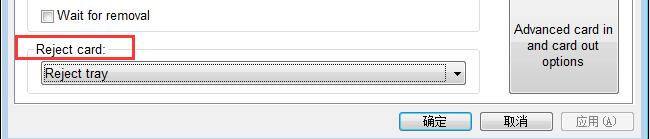 Wait for removal
Reject card:
Reject tray
Advanced card in
and card out
options
确定
取消
应用(A)